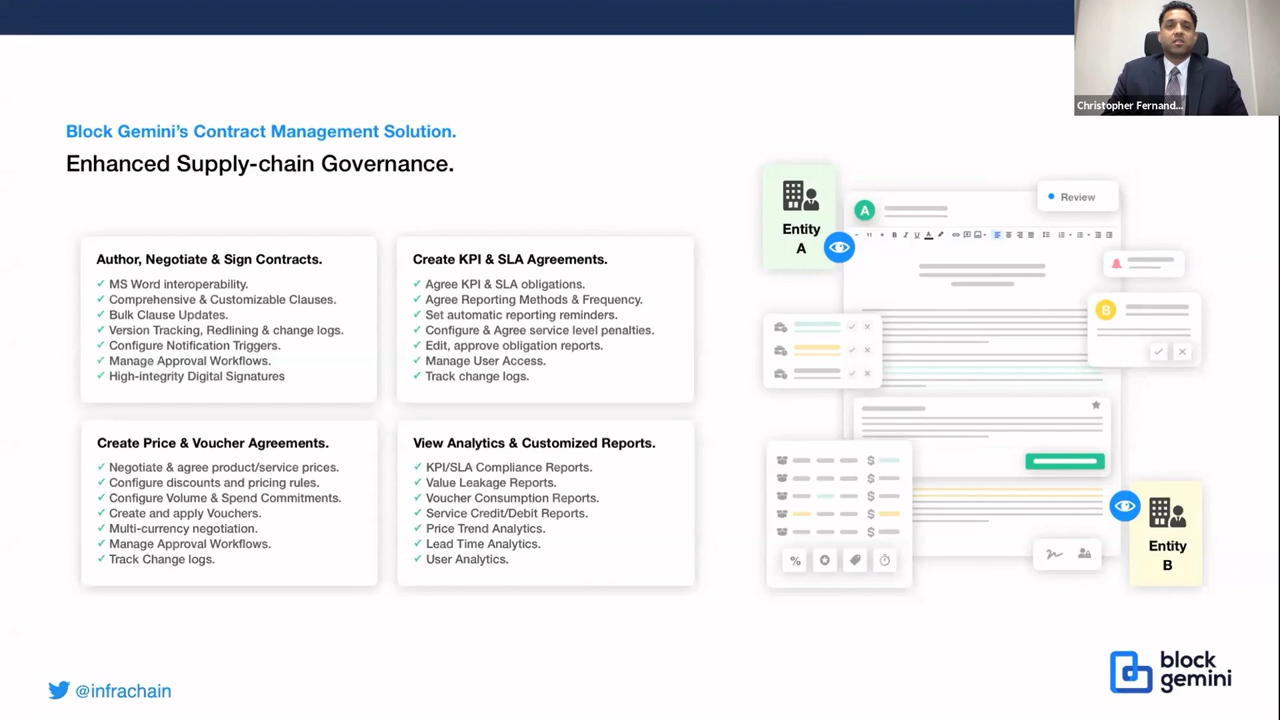 Christopher Fernand...
Block Gemini's Contract Management Solution.
Enhanced Supply-chain Governance.
Author, Negotiate & Sign Contracts.
MS Word interoperability.
Comprehensive & Customizable Clauses.
Bulk Clause Updates.
Version Tracking, Redlining & change logs.
Configure Notification Triggers.
Manage Approval Workflows.
High-integrity Digital Signatures
Create KPI & SLA Agreements.
Agree KPI & SLA obligations.
Agree Reporting Methods & Frequency.
Set automatic reporting reminders.
Configure & Agree service level penalties.
Edit, approve obligation reports.
Manage User Access.
Track change logs.
Create Price & Voucher Agreements.
Negotiate & agree product/service prices.
Configure discounts and pricing rules.
Configure Volume & Spend Commitments.
Create and apply Vouchers.
Multi-currency negotiation.
Manage Approval Workflows.
Track Change logs.
View Analytics & Customized Reports.
KPI/SLA Compliance Reports.
Value Leakage Reports.
Voucher Consumption Reports.
Service Credit/Debit Reports.
Price Trend Analytics.
Lead Time Analytics.
User Analytics.
Entity
A
A
Review
B I U A
B
$
$
$
$
$
%
Entity
B
@infrachain
block
gemini